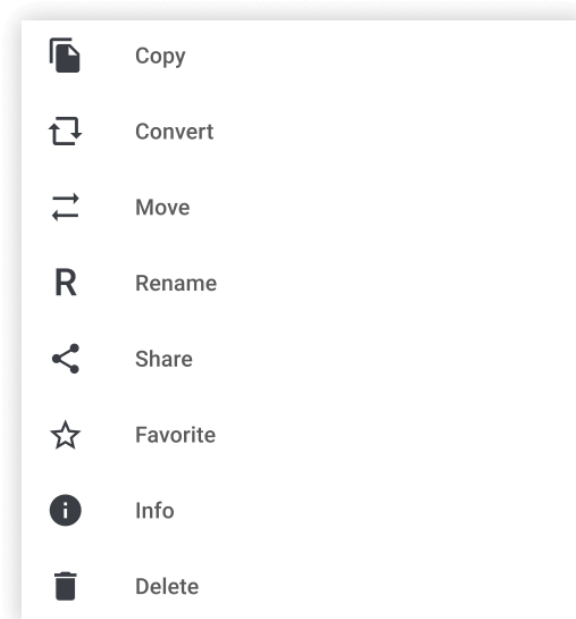 Copy
Convert
Move
R Rename
Share
Favorite
Info
Delete